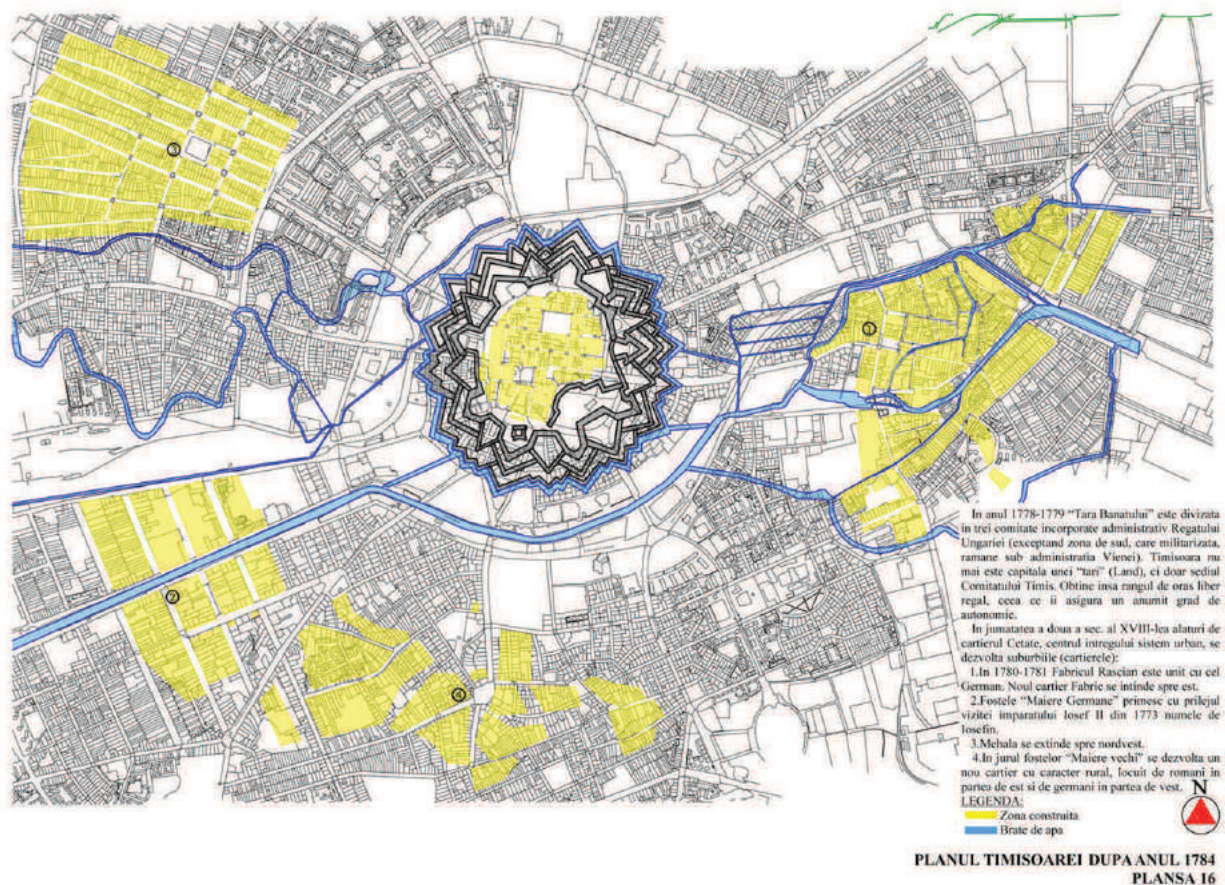 3
1
2
4
In anul 1778-1779 “Tara Banatului” este divizata
in trei comitate incorporate administrativ Regatului
Ungariei (exceptand zona de sud, care militarizata,
ramane sub administratia Vienei). Timisoara nu
mai este capitala unei “tari” (Land), ci doar sediul
Comitatului Timis. Obtine insa rangul de oras liber
regal, ceea ce ii asigura un anumit grad de
autonomie.
In jumatatea a doua a sec. al XVIII-lea alaturi de
cartierul Cetate, centrul intregului sistem urban, se
dezvolta suburbiile (cartierele):
1.In 1780-1781 Fabricul Rascian este unit cu cel
German. Noul cartier Fabric se intinde spre est.
2.Fostele “Maiere Germane” primesc cu prilejul
vizitei imparatului Iosef II din 1773 numele de
Iosefin.
3.Mehala se extinde spre nordvest.
4.In jurul fostelor “Maiere vechi” se dezvolta un
nou cartier cu caracter rural, locuit de romani in
partea de est si de germani in partea de vest.
N
LEGENDA:
Zona construita
Brate de apa
PLANUL TIMISOAREI DUPA ANUL 1784
PLANSA 16